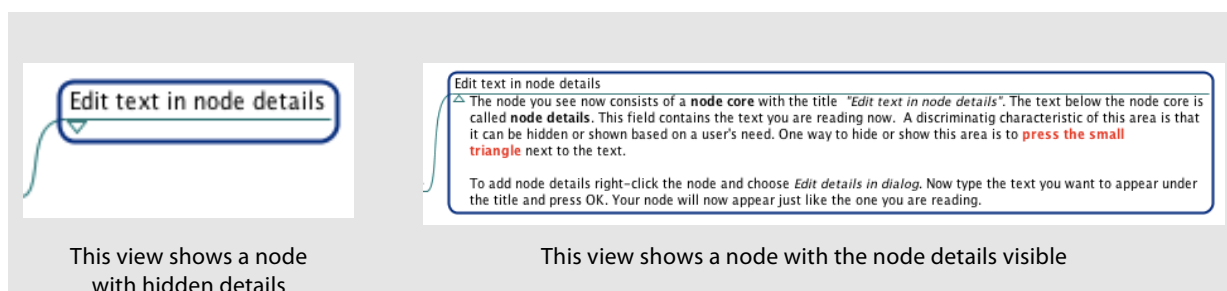 Edit text in node details
This view shows a node
with hidden details
Edit text in node details
The node you see now consists of a node core with the title "Edit text in node details". The text below the node core is
called node details. This field contains the text you are reading now. A discriminatig characteristic of this area is that
it can be hidden or shown based on a user's need. One way to hide or show this area is to press the small
triangle next to the text.
To add node details right-click the node and choose Edit details in dialog. Now type the text you want to appear under
the title and press OK. Your node will now appear just like the one you are reading.
This view shows a node with the node details visible